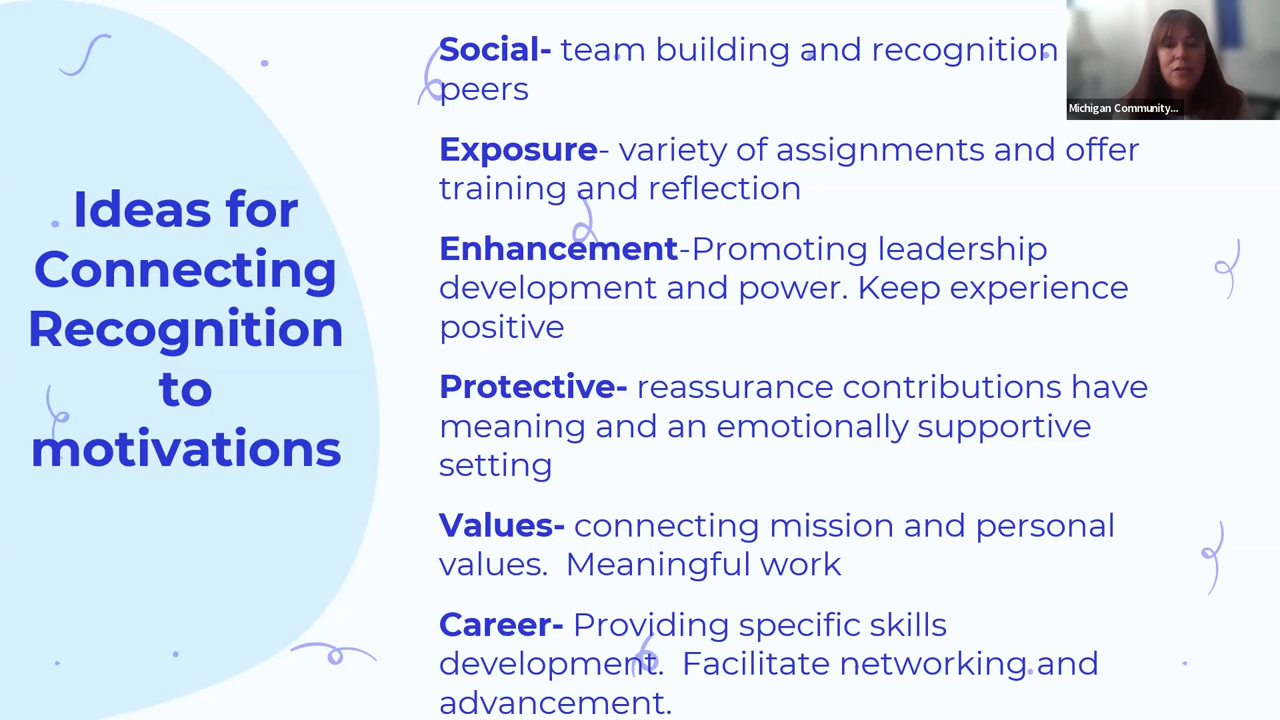 Ideas for
Connecting
Recognition
to
motivations
Social- team building and recognition
peers
Exposure- variety of assignments and offer
training and reflection
Enhancement-Promoting leadership
development and power. Keep experience
positive
Protective- reassurance contributions have
meaning and an emotionally supportive
setting
Values- connecting mission and personal
values.  Meaningful work
Career- Providing specific skills
development.  Facilitate networking and
advancement.
Michigan Community...